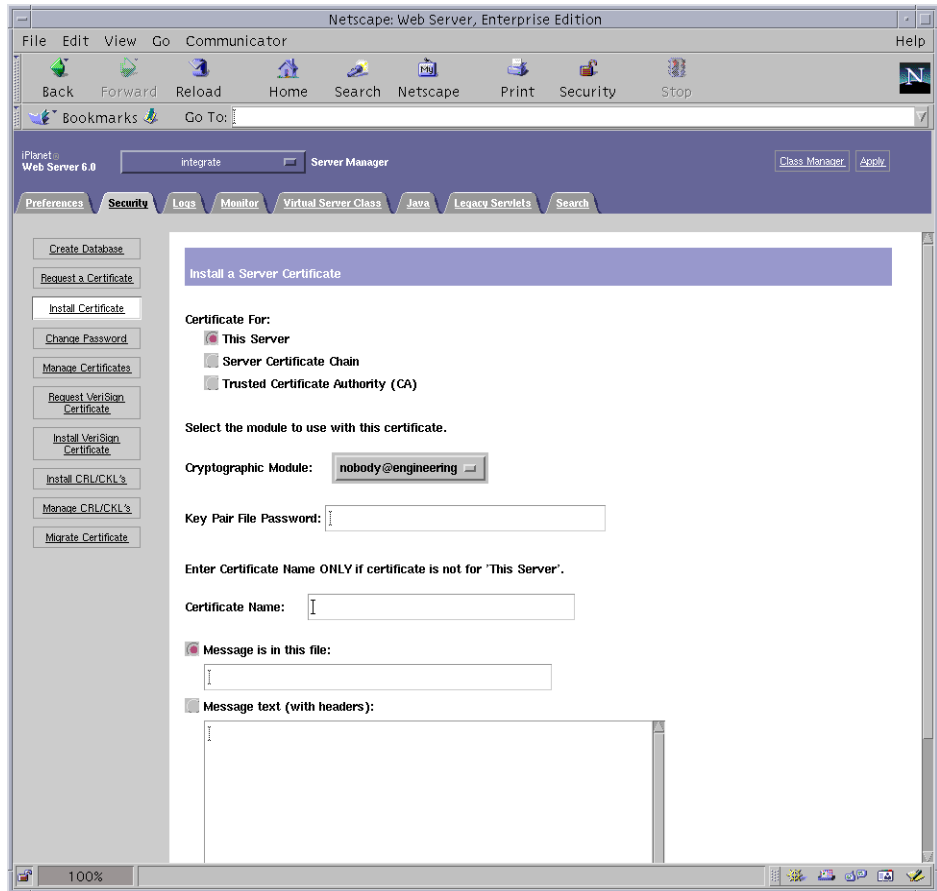 Netscape: Web Server, Enterprise Edition
File Edit View Go Communicator Help
Back Forward Reload Home Search Netscape Print Security Stop
My
N
Bookmarks Go To:
iPlanet
Web Server 6.0
integrate
Server Manager
Class Manager
Apply
Preferences Security Logs Monitor Virtual Server Class Java Legacy Servlets Search
Create Database
Request a Certificate
Install Certificate
Change Password
Manage Certificates
Request VeriSign
Certificate
Install VeriSign
Certificate
Install CRL/CKL's
Manage CRL/CKL's
Migrate Certificate
Install a Server Certificate
Certificate For:
This Server
Server Certificate Chain
Trusted Certificate Authority (CA)
Select the module to use with this certificate.
Cryptographic Module: nobody@engineering
Key Pair File Password:
Enter Certificate Name ONLY if certificate is not for 'This Server'.
Certificate Name:
Message is in this file:
Message text (with headers):
100%